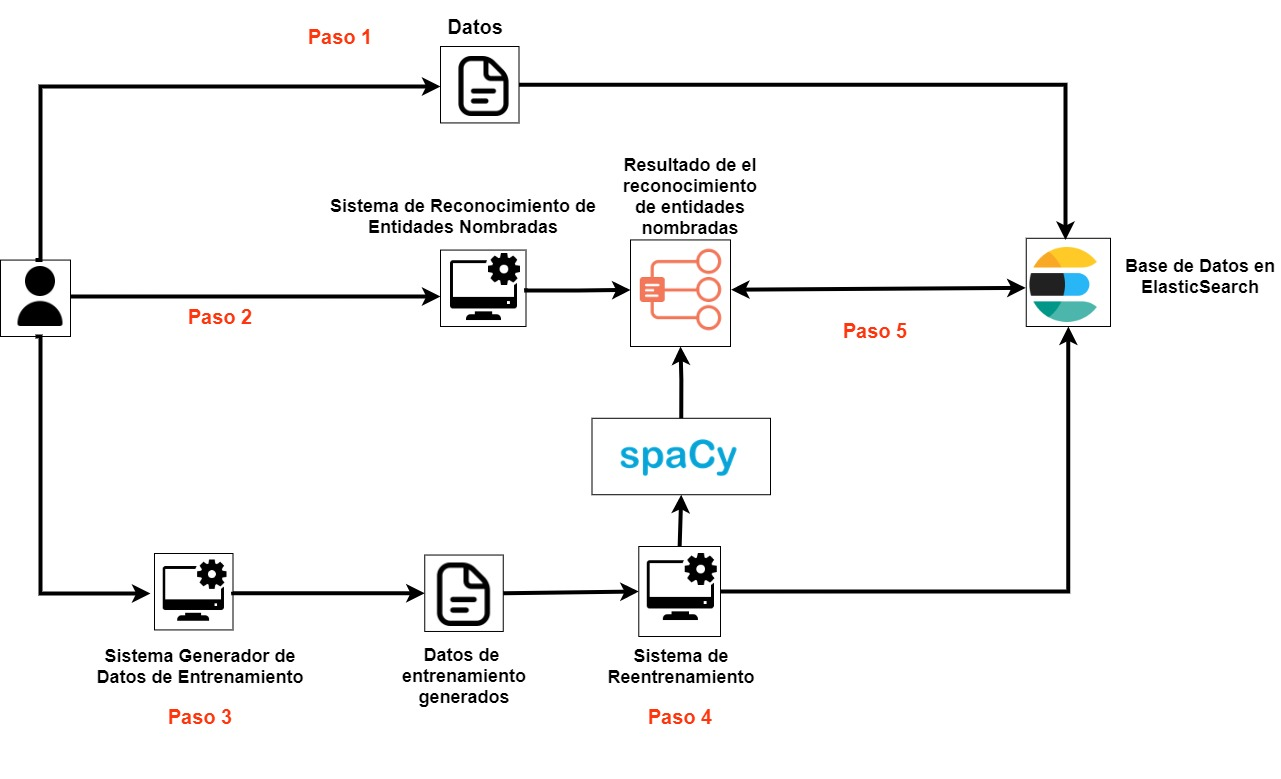 Paso 1
Datos
Resultado de el
reconocimiento
de entidades
nombradas
Sistema de Reconocimiento de
Entidades Nombradas
Paso 2
Base de Datos en
ElasticSearch
Paso 5
spaCy
Sistema Generador de
Datos de Entrenamiento
Paso 3
Datos de
entrenamiento
generados
Sistema de
Reentrenamiento
Paso 4